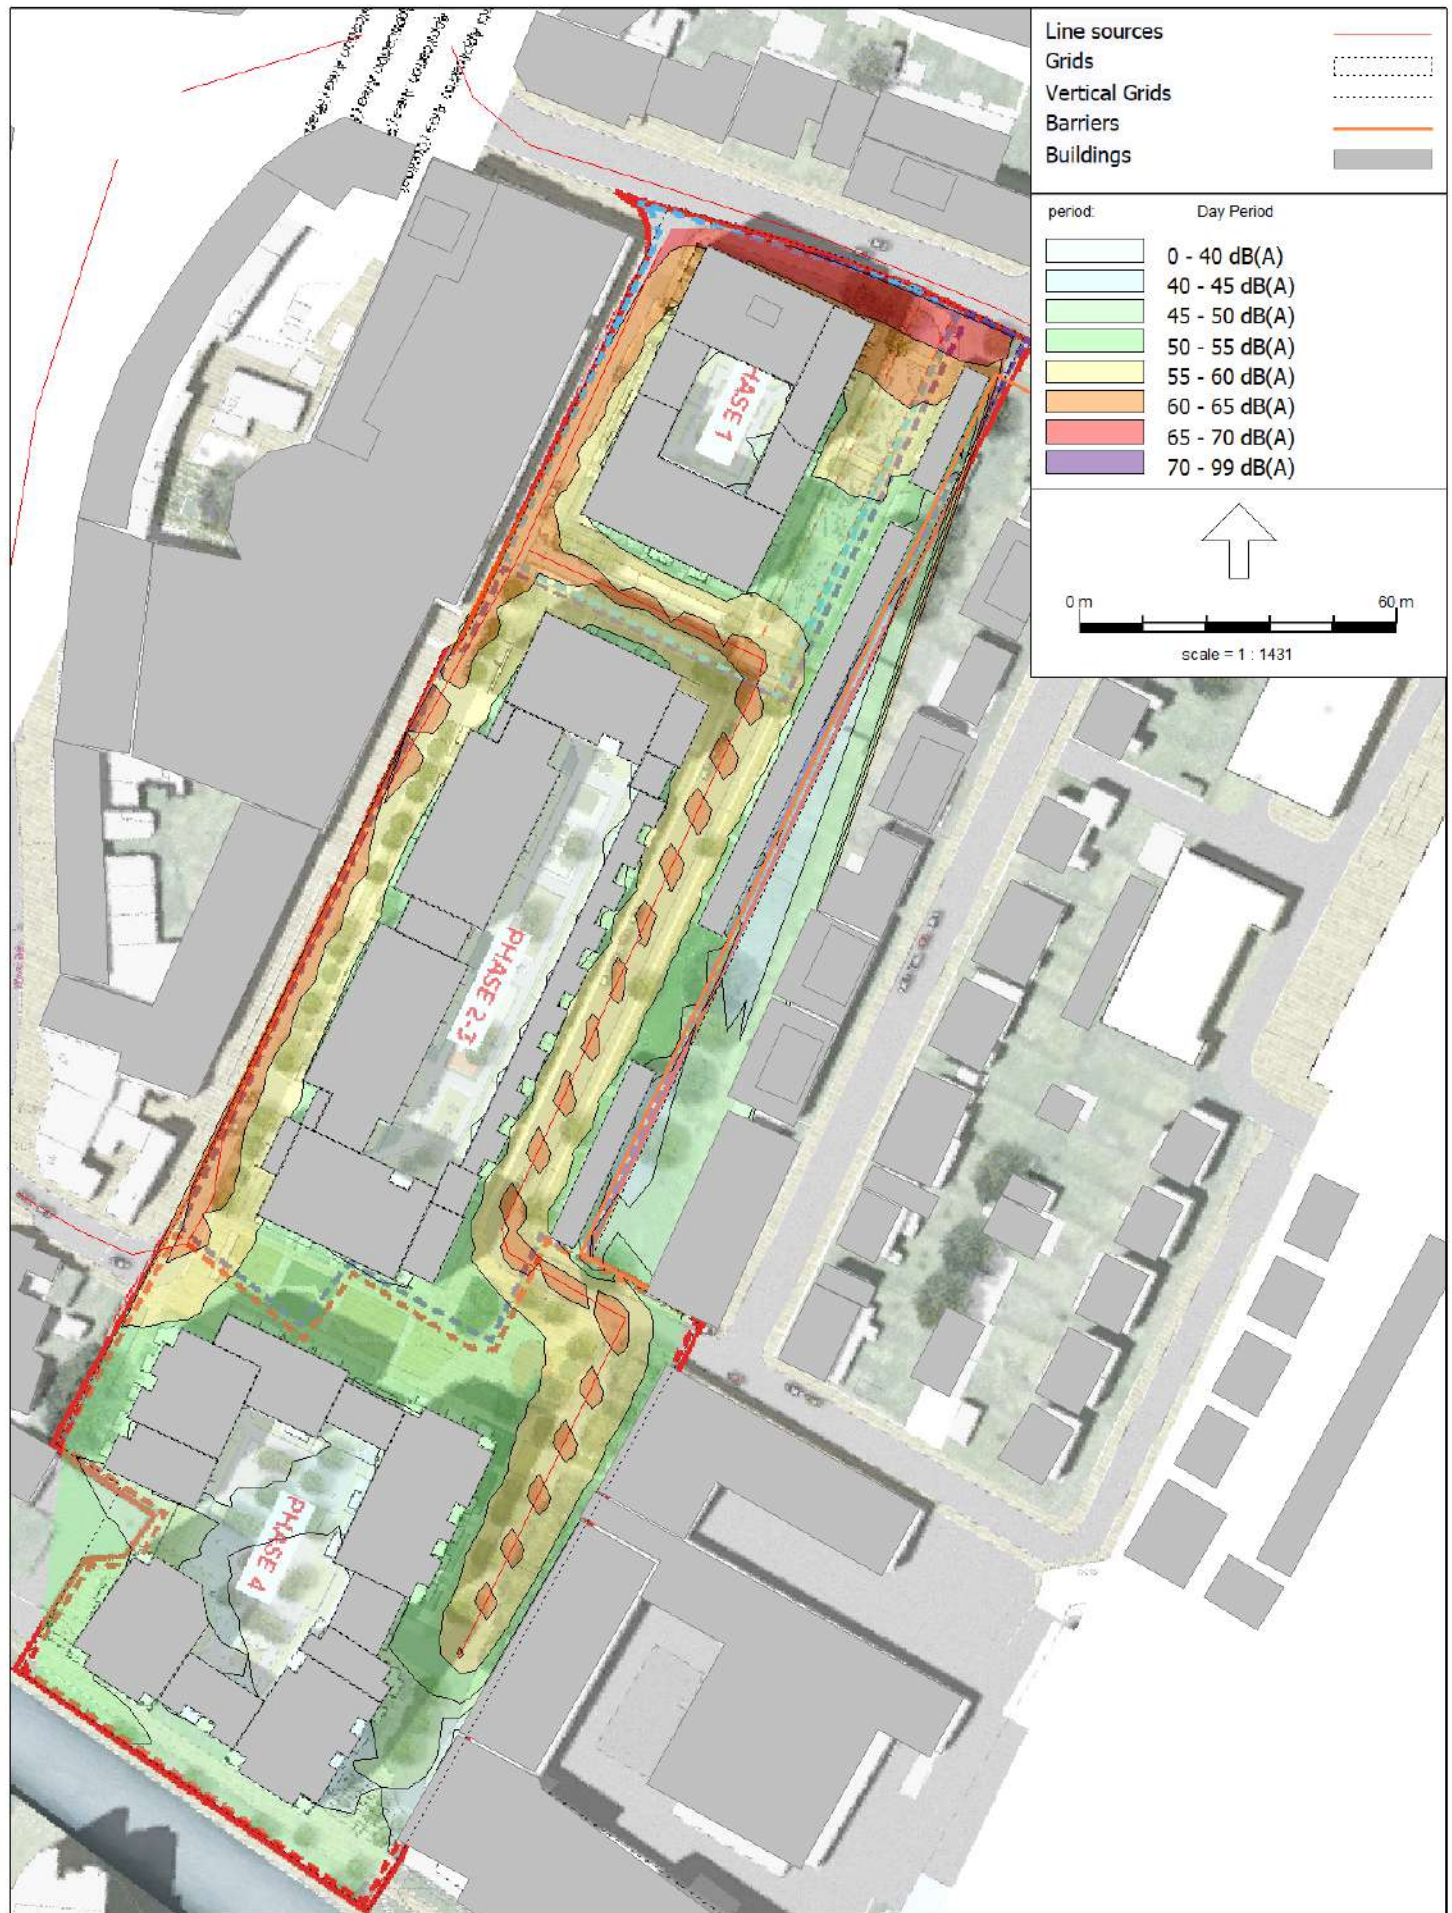 Line sources
Grids
Vertical Grids
Barriers
Buildings
period: Day Period
0 - 40 dB(A)
40 - 45 dB(A)
45 - 50 dB(A)
50 - 55 dB(A)
55 - 60 dB(A)
60 - 65 dB(A)
65 - 70 dB(A)
70 - 99 dB(A)
0 m 60 m
scale = 1 : 1431
HASE 1
PHASE 2-3
PHASE 4